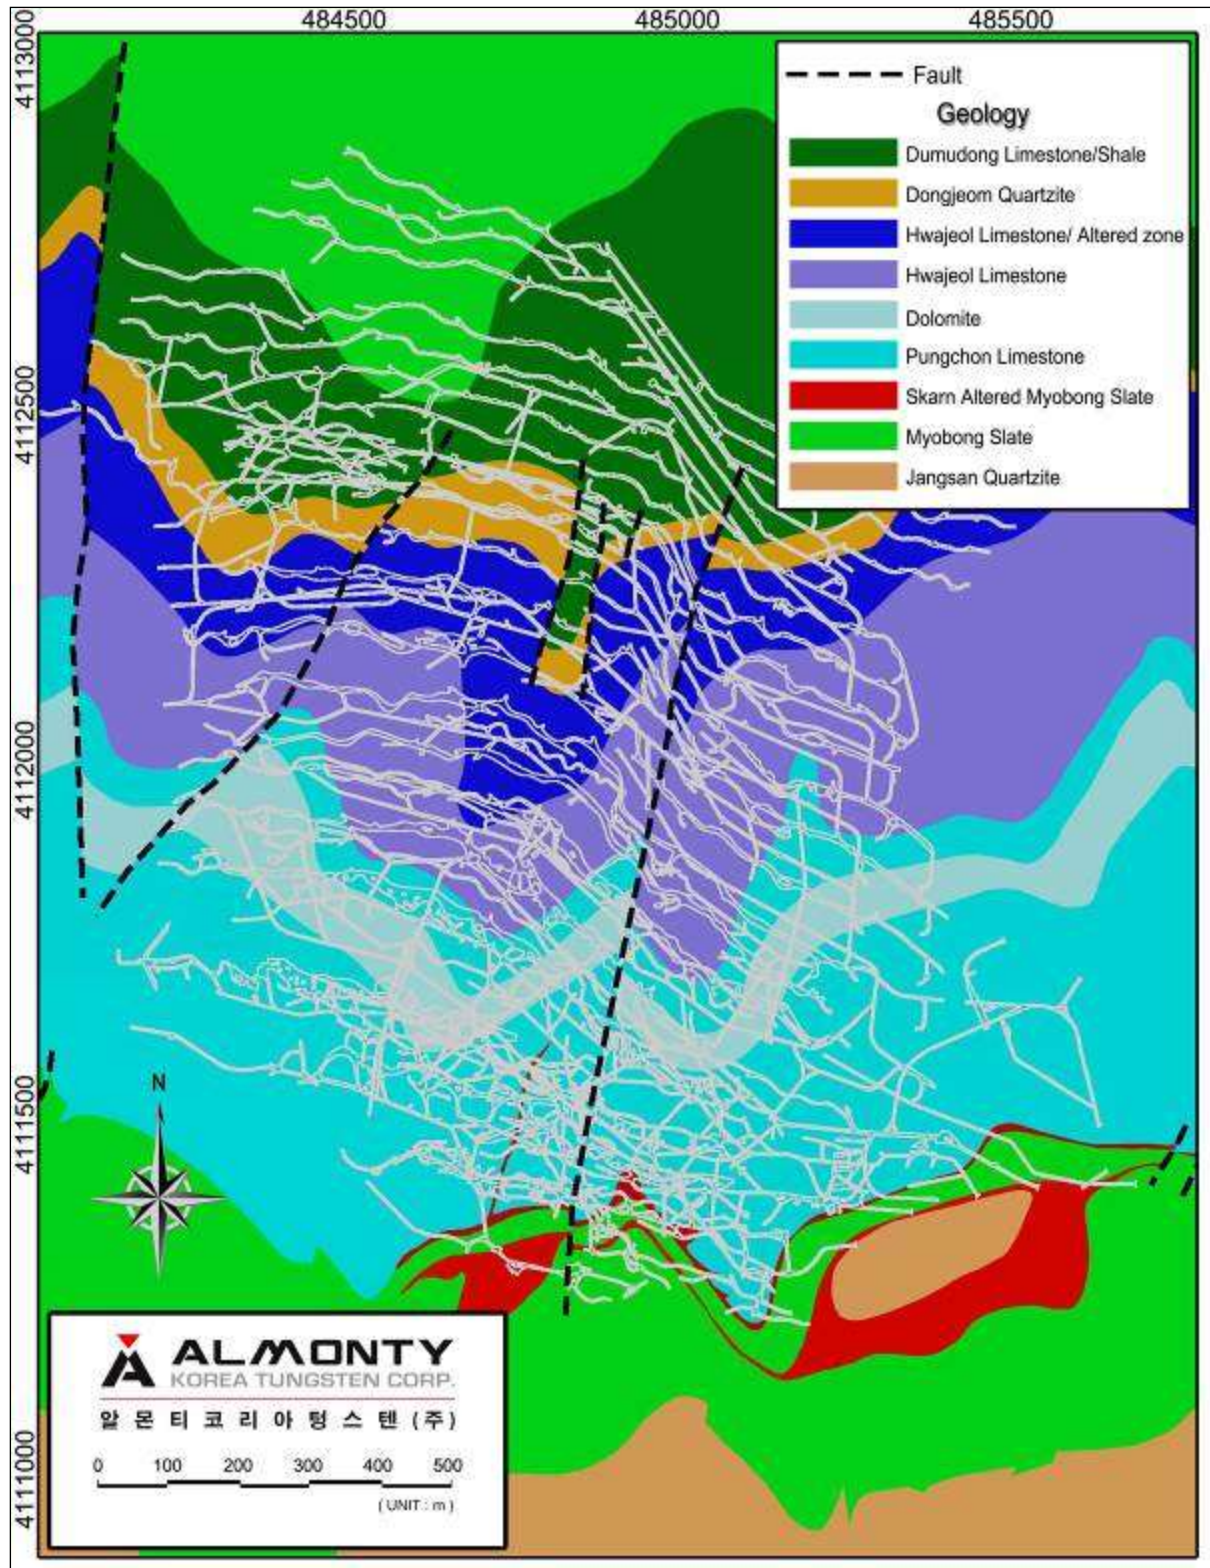 484500 485000 485500
4113000
4112500
4112000
4111500
4111000
Fault
Geology
Dumudong Limestone/Shale
Dongjeom Quartzite
Hwajeol Limestone/ Altered zone
Hwajeol Limestone
Dolomite
Pungchon Limestone
Skarn Altered Myobong Slate
Myobong Slate
Jangsan Quartzite
N
ALMONTY
KOREA TUNGSTEN CORP.
알 몬 티 코 리 아 텅 스 텐 (주)
0 100 200 300 400 500
( UNIT : m )